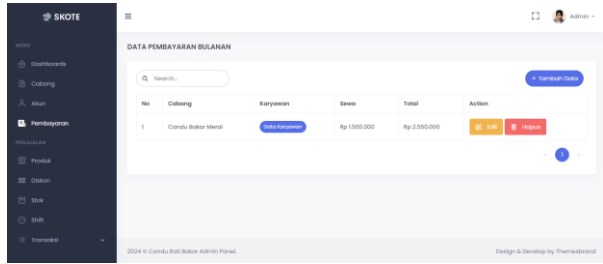 SKOTE
Admin
MENU
Dashboards
Cabang
Akun
Pembayaran
PENJUALAN
Produk
Diskon
Stok
Shift
Transaksi
DATA PEMBAYARAN BULANAN
Search...
+ Tambah Data
No Cabang Karyawan Sewa Total Action
1 Candu Bakar Meral Data Karyawan Rp 1.500.000 Rp 2.550.000 Edit Hapus
1
2024 © Candu Roti Bakar Admin Panel. Design & Develop by Themesbrand